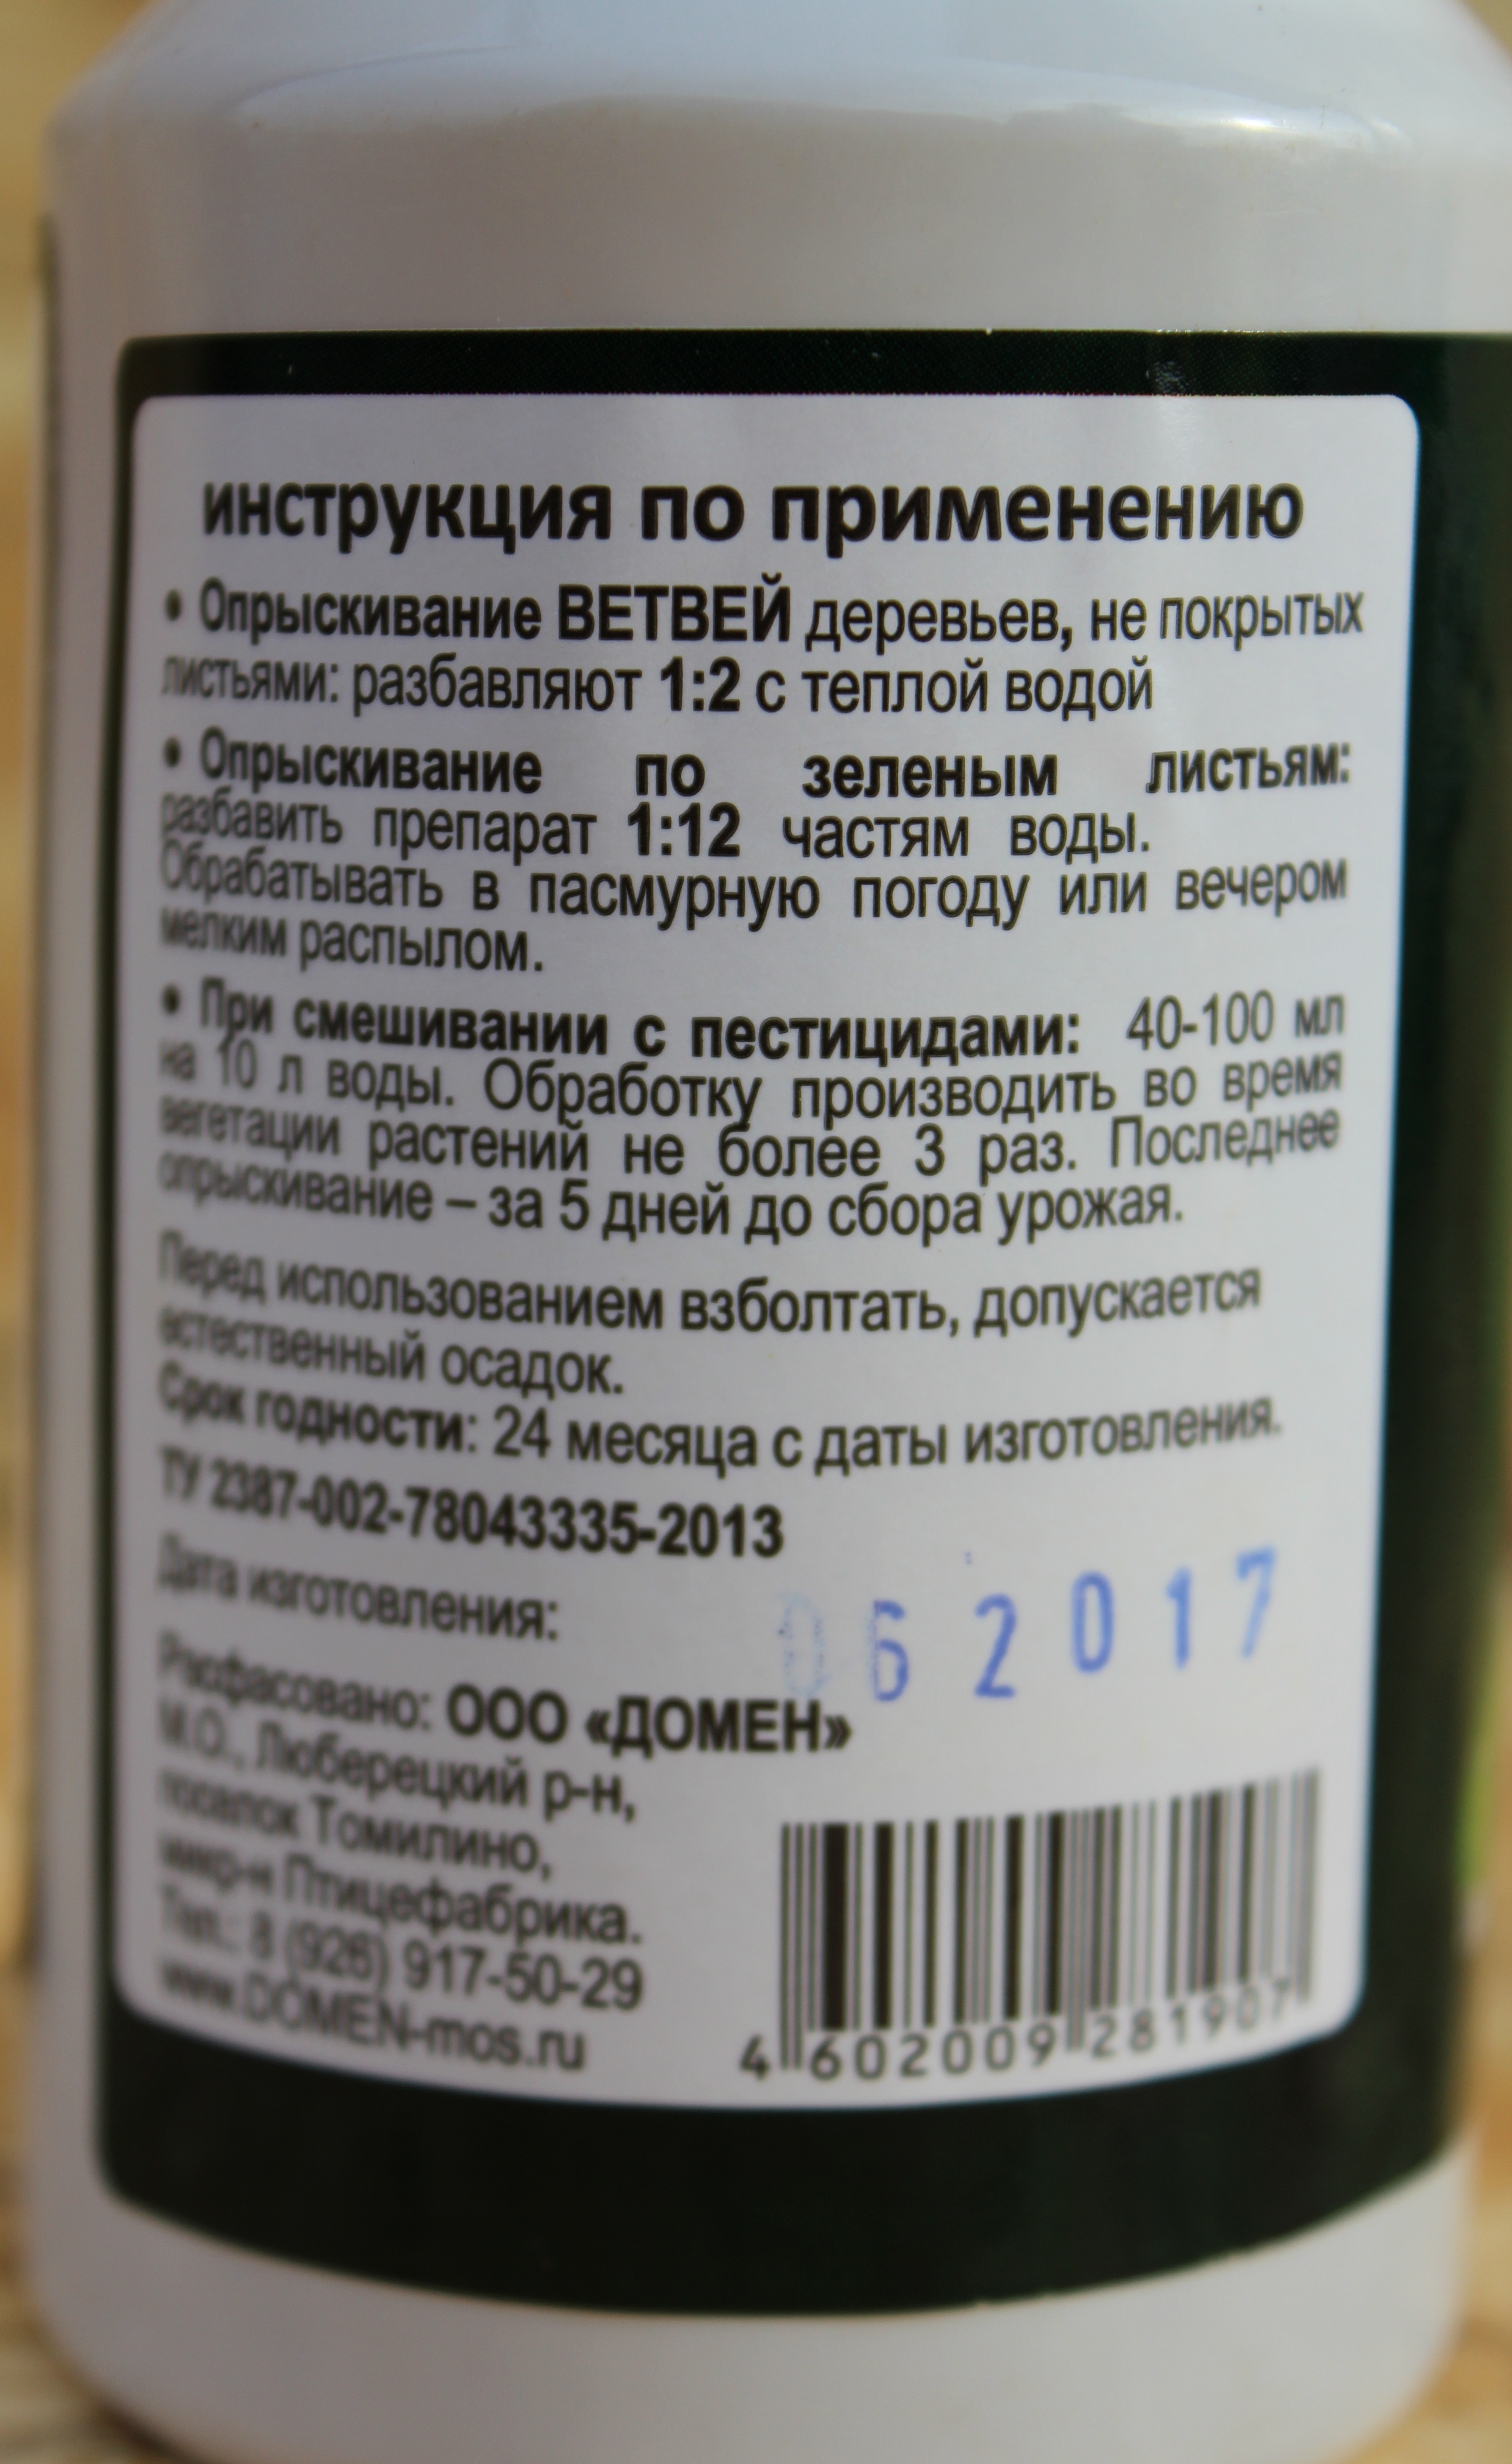 инструкция по применению
• Опрыскивание ВЕТВЕЙ деревьев, не покрытых
листьями: разбавляют 1:2 с теплой водой
• Опрыскивание по зеленым листьям:
разбавить препарат 1:12 частям воды.
Обрабатывать в пасмурную погоду или вечером
мелким распылом.
• При смешивании с пестицидами: 40-100 мл
на 10 л воды. Обработку производить во время
вегетации растений не более 3 раз. Последнее
опрыскивание – за 5 дней до сбора урожая.
Перед использованием взболтать, допускается
естественный осадок.
Срок годности: 24 месяца с даты изготовления.
ТУ 2387-002-78043335-2013
Дата изготовления: 06 2017
Расфасовано: ООО «ДОМЕН»
М.О., Люберецкий р-н,
поселок Томилино,
мкр-н Птицефабрика.
Тел.: 8 (926) 917-50-29
www.DOMEN-mos.ru
4 602009 281907